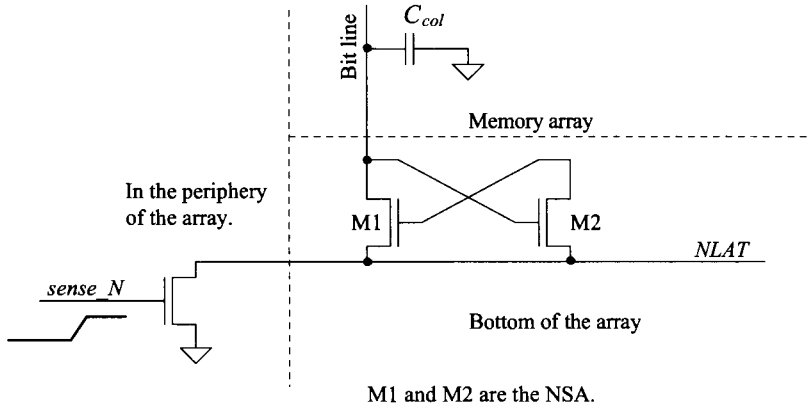 Bit line
C_col
Memory array
In the periphery
of the array.
M1
M2
NLAT
sense_N
Bottom of the array
M1 and M2 are the NSA.